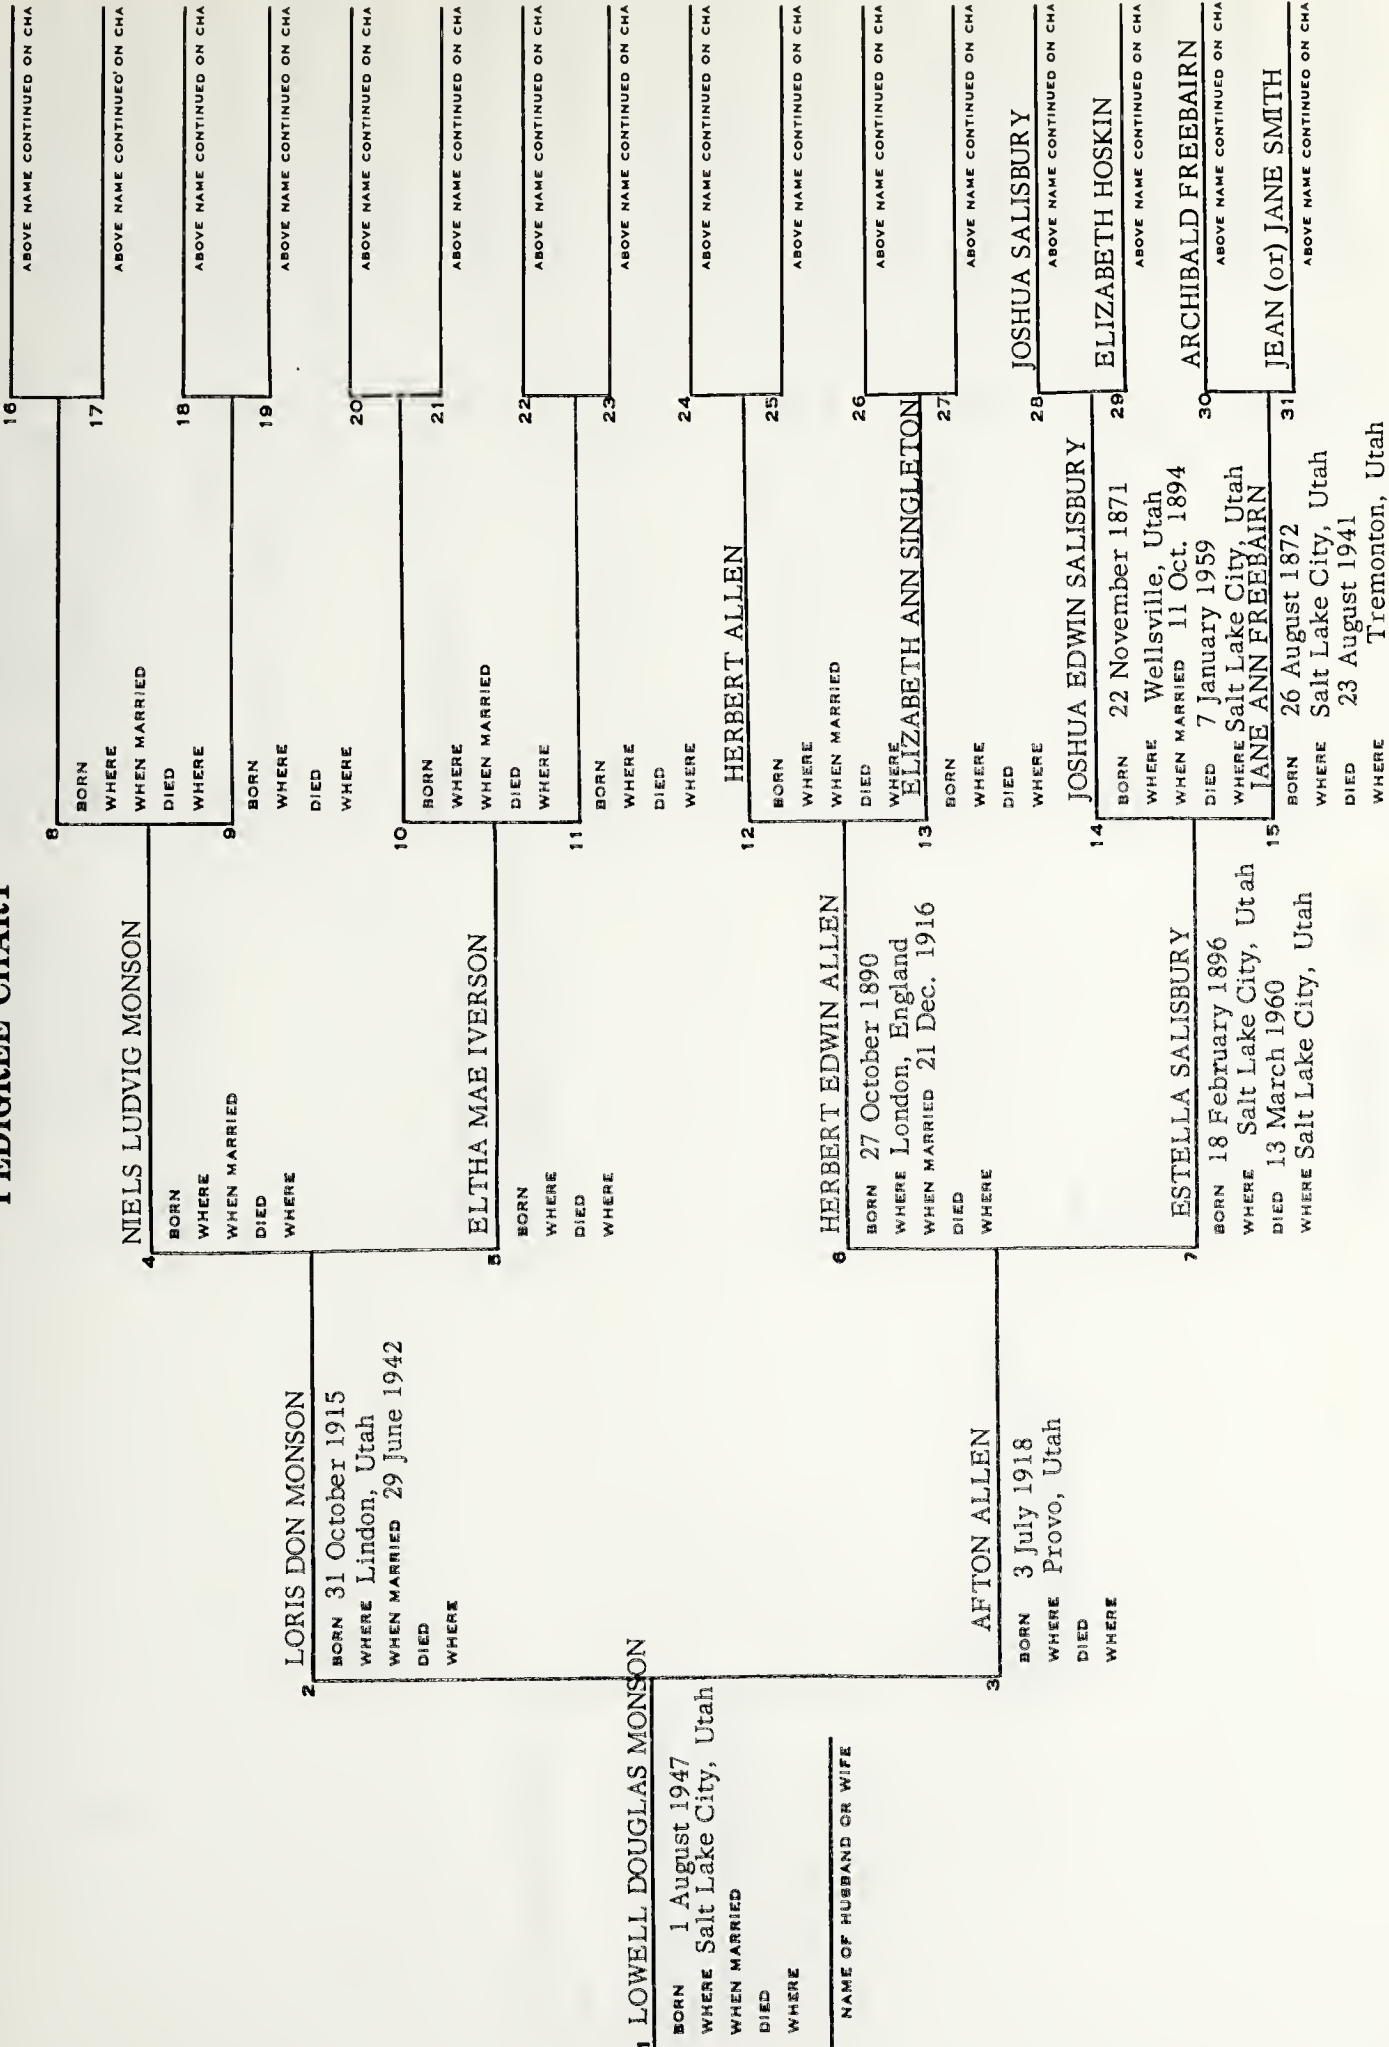 PEDIGREE CHART
1 LOWELL DOUGLAS MONSON
BORN 1 August 1947
WHERE Salt Lake City, Utah
WHEN MARRIED
DIED
WHERE
NAME OF HUSBAND OR WIFE
2 LORIS DON MONSON
BORN 31 October 1915
WHERE Lindon, Utah
WHEN MARRIED 29 June 1942
DIED
WHERE
3 AFTON ALLEN
BORN 3 July 1918
WHERE Provo, Utah
DIED
WHERE
4 NIELS LUDVIG MONSON
BORN
WHERE
WHEN MARRIED
DIED
WHERE
5 ELTHA MAE IVERSON
BORN
WHERE
DIED
WHERE
6 HERBERT EDWIN ALLEN
BORN 27 October 1890
WHERE London, England
WHEN MARRIED 21 Dec. 1916
DIED
WHERE
7 ESTELLA SALISBURY
BORN 18 February 1896
WHERE Salt Lake City, Utah
DIED 13 March 1960
WHERE Salt Lake City, Utah
8
BORN
WHERE
WHEN MARRIED
DIED
WHERE
9
BORN
WHERE
DIED
WHERE
10
BORN
WHERE
WHEN MARRIED
DIED
WHERE
11
BORN
WHERE
DIED
WHERE
12 HERBERT ALLEN
BORN
WHERE
WHEN MARRIED
DIED
WHERE
13 ELIZABETH ANN SINGLETON
BORN
WHERE
DIED
WHERE
14 JOSHUA EDWIN SALISBURY
BORN 22 November 1871
WHERE Wellsville, Utah
WHEN MARRIED 11 Oct. 1894
DIED 7 January 1959
WHERE Salt Lake City, Utah
15 JANE ANN FREEBAIRN
BORN 26 August 1872
WHERE Salt Lake City, Utah
DIED 23 August 1941
WHERE Tremonton, Utah
16
ABOVE NAME CONTINUED ON CHA
17
ABOVE NAME CONTINUED ON CHA
18
ABOVE NAME CONTINUED ON CHA
19
ABOVE NAME CONTINUED ON CHA
20
ABOVE NAME CONTINUED ON CHA
21
ABOVE NAME CONTINUED ON CHA
22
ABOVE NAME CONTINUED ON CHA
23
ABOVE NAME CONTINUED ON CHA
24
ABOVE NAME CONTINUED ON CHA
25
ABOVE NAME CONTINUED ON CHA
26
ABOVE NAME CONTINUED ON CHA
27
ABOVE NAME CONTINUED ON CHA
28 JOSHUA SALISBURY
ABOVE NAME CONTINUED ON CHA
29 ELIZABETH HOSKIN
ABOVE NAME CONTINUED ON CHA
30 ARCHIBALD FREEBAIRN
ABOVE NAME CONTINUED ON CHA
31 JEAN (or) JANE SMITH
ABOVE NAME CONTINUED ON CHA